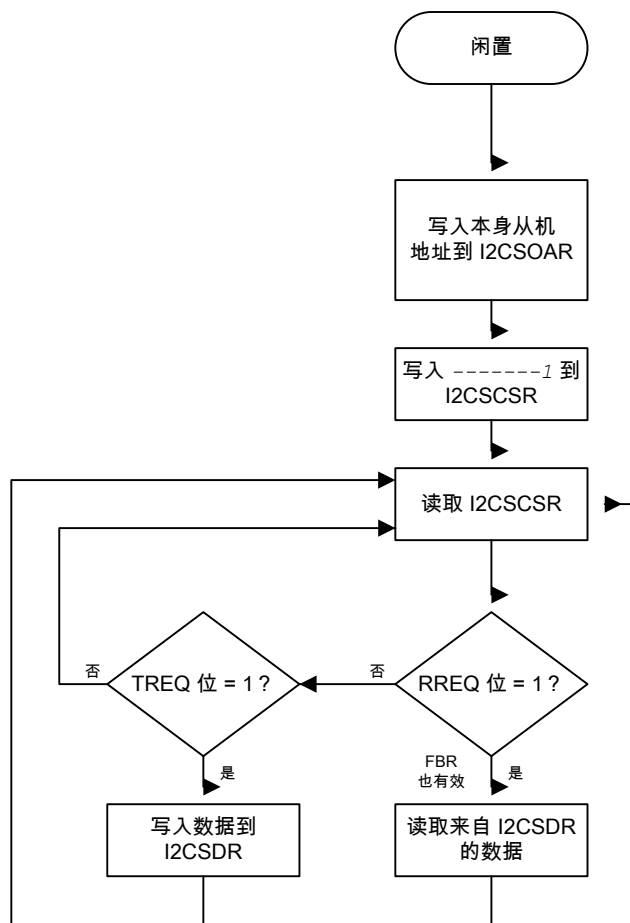 闲置
写入本身从机
地址到 I2CSOAR
写入 -------1 到
I2CSCSR
读取 I2CSCSR
否
TREQ 位 = 1?
否
RREQ 位 = 1?
是
FBR
也有效
是
写入数据到
I2CSDR
读取来自 I2CSDR
的数据